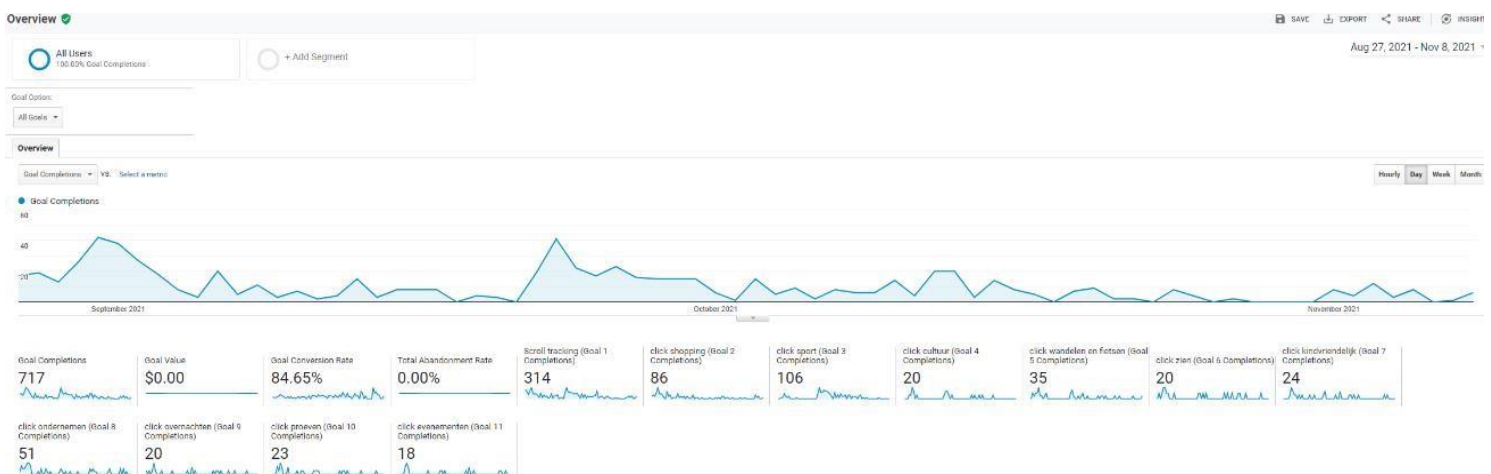 Overview
SAVE EXPORT SHARE INSIGHT
All Users
100.00% Goal Completions
+ Add Segment
Aug 27, 2021 - Nov 8, 2021
Goal Option:
All Goals
Overview
Goal Completions VS. Select a metric
Hourly Day Week Month
Goal Completions
60
40
20
September 2021 October 2021 November 2021
Goal Completions
717
Goal Value
$0.00
Goal Conversion Rate
84.65%
Total Abandonment Rate
0.00%
Scroll tracking (Goal 1
Completions)
314
click shopping (Goal 2
Completions)
86
click sport (Goal 3
Completions)
106
click cultuur (Goal 4
Completions)
20
click wandelen en fietsen (Goal
5 Completions)
35
click zien (Goal 6 Completions)
20
click kindvriendelijk (Goal 7
Completions)
24
click ondernemen (Goal 8
Completions)
51
click overnachten (Goal 9
Completions)
20
click proeven (Goal 10
Completions)
23
click evenementen (Goal 11
Completions)
18